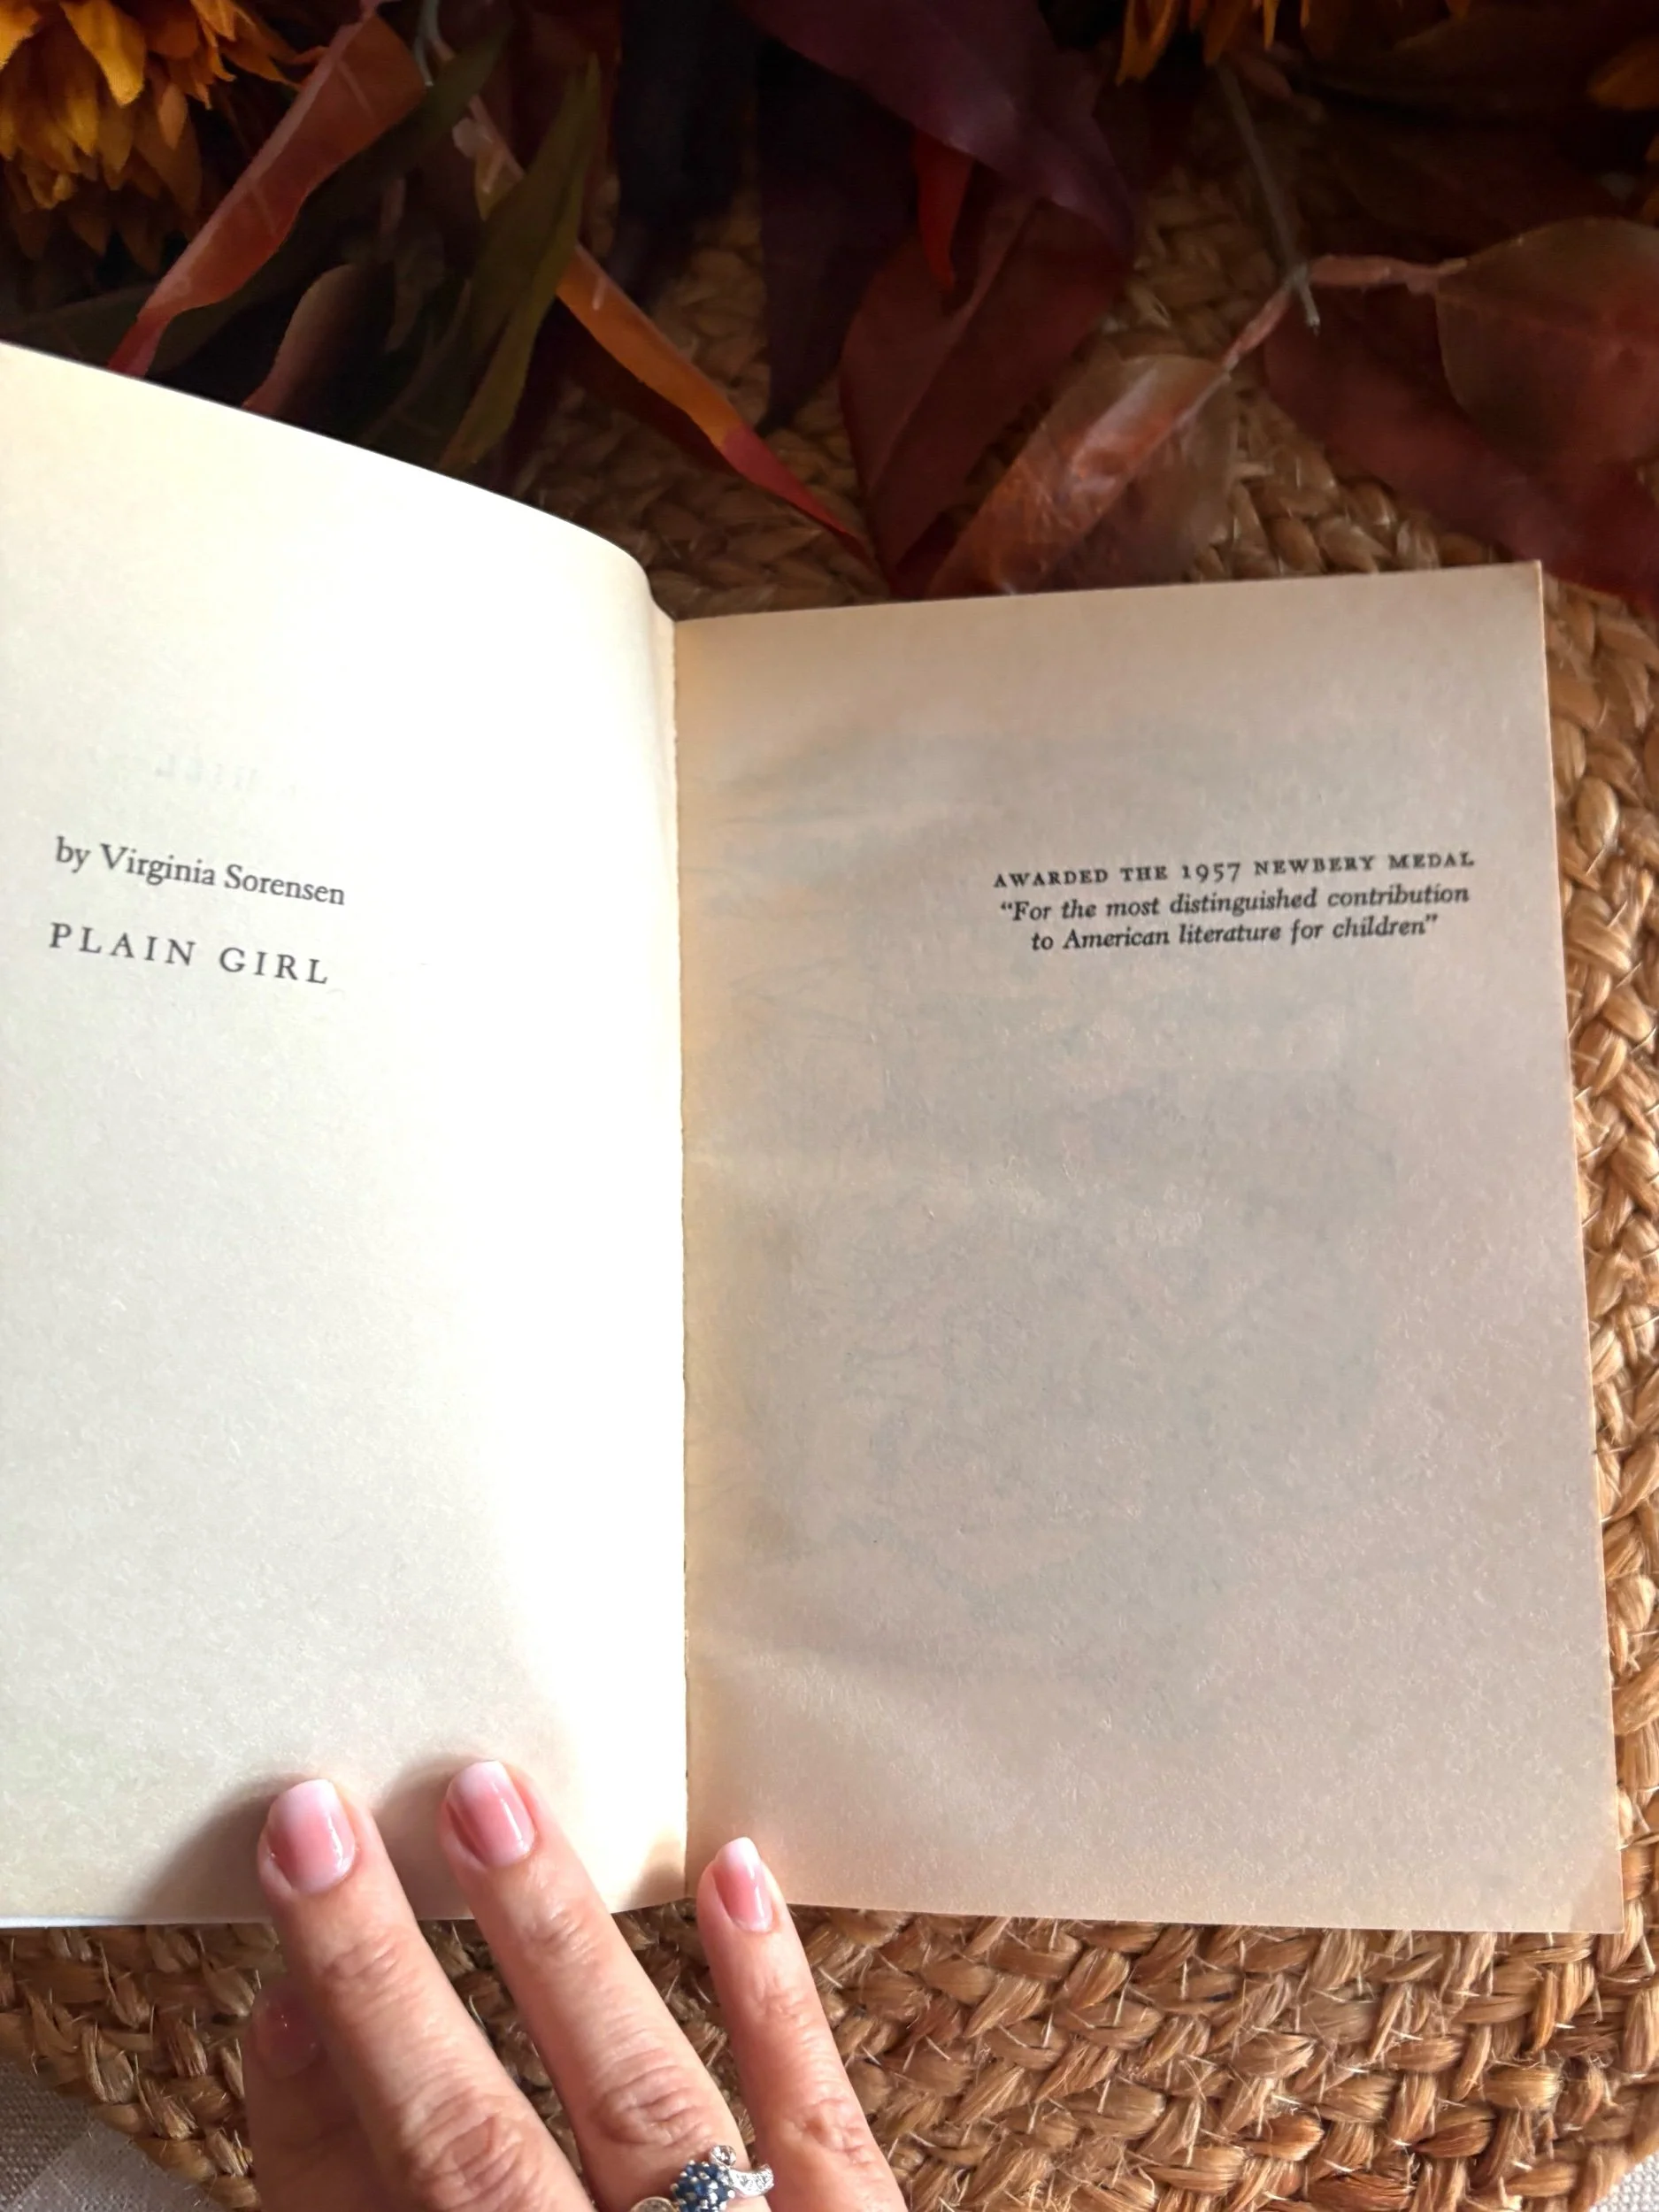 by Virginia Sorensen
PLAIN GIRL
AWARDED THE 1957 NEWBERY MEDAL
"For the most distinguished contribution
to American literature for children"